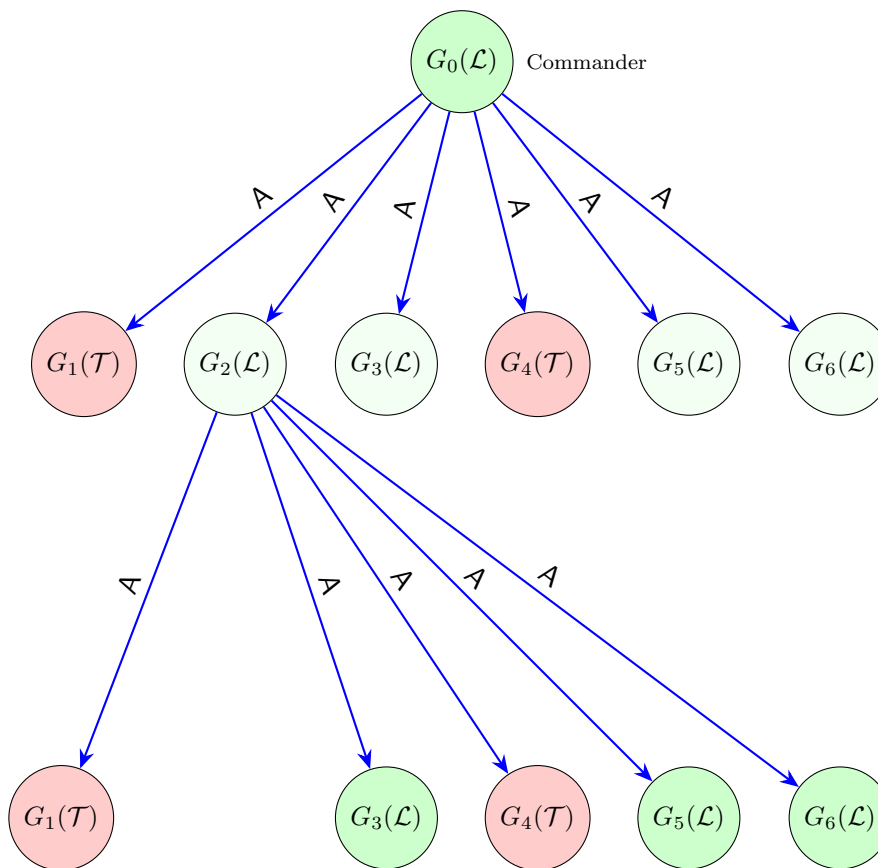 G₀(ℒ) Commander
A A A A A A
G₁(𝒯) G₂(ℒ) G₃(ℒ) G₄(𝒯) G₅(ℒ) G₆(ℒ)
A A A A A
G₁(𝒯) G₃(ℒ) G₄(𝒯) G₅(ℒ) G₆(ℒ)